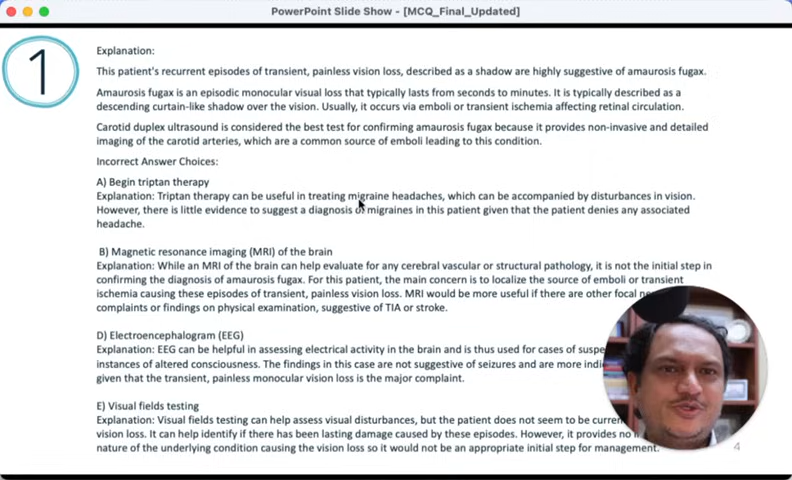 PowerPoint Slide Show - [MCQ_Final_Updated]
1
Explanation:
This patient's recurrent episodes of transient, painless vision loss, described as a shadow are highly suggestive of amaurosis fugax.
Amaurosis fugax is an episodic monocular visual loss that typically lasts from seconds to minutes. It is typically described as a
descending curtain-like shadow over the vision. Usually, it occurs via emboli or transient ischemia affecting retinal circulation.
Carotid duplex ultrasound is considered the best test for confirming amaurosis fugax because it provides non-invasive and detailed
imaging of the carotid arteries, which are a common source of emboli leading to this condition.
Incorrect Answer Choices:
A) Begin triptan therapy
Explanation: Triptan therapy can be useful in treating migraine headaches, which can be accompanied by disturbances in vision.
However, there is little evidence to suggest a diagnosis of migraines in this patient given that the patient denies any associated
headache.
B) Magnetic resonance imaging (MRI) of the brain
Explanation: While an MRI of the brain can help evaluate for any cerebral vascular or structural pathology, it is not the initial step in
confirming the diagnosis of amaurosis fugax. For this patient, the main concern is to localize the source of emboli or transient
ischemia causing these episodes of transient, painless vision loss. MRI would be more useful if there are other focal
complaints or findings on physical examination, suggestive of TIA or stroke.
D) Electroencephalogram (EEG)
Explanation: EEG can be helpful in assessing electrical activity in the brain and is thus used for cases of
instances of altered consciousness. The findings in this case are not suggestive of seizures and are more
given that the transient, painless monocular vision loss is the major complaint.
E) Visual fields testing
Explanation: Visual fields testing can help assess visual disturbances, but the patient does not seem to be
vision loss. It can help identify if there has been lasting damage caused by these episodes. However, it provides no
nature of the underlying condition causing the vision loss so it would not be an appropriate initial step for management.
4